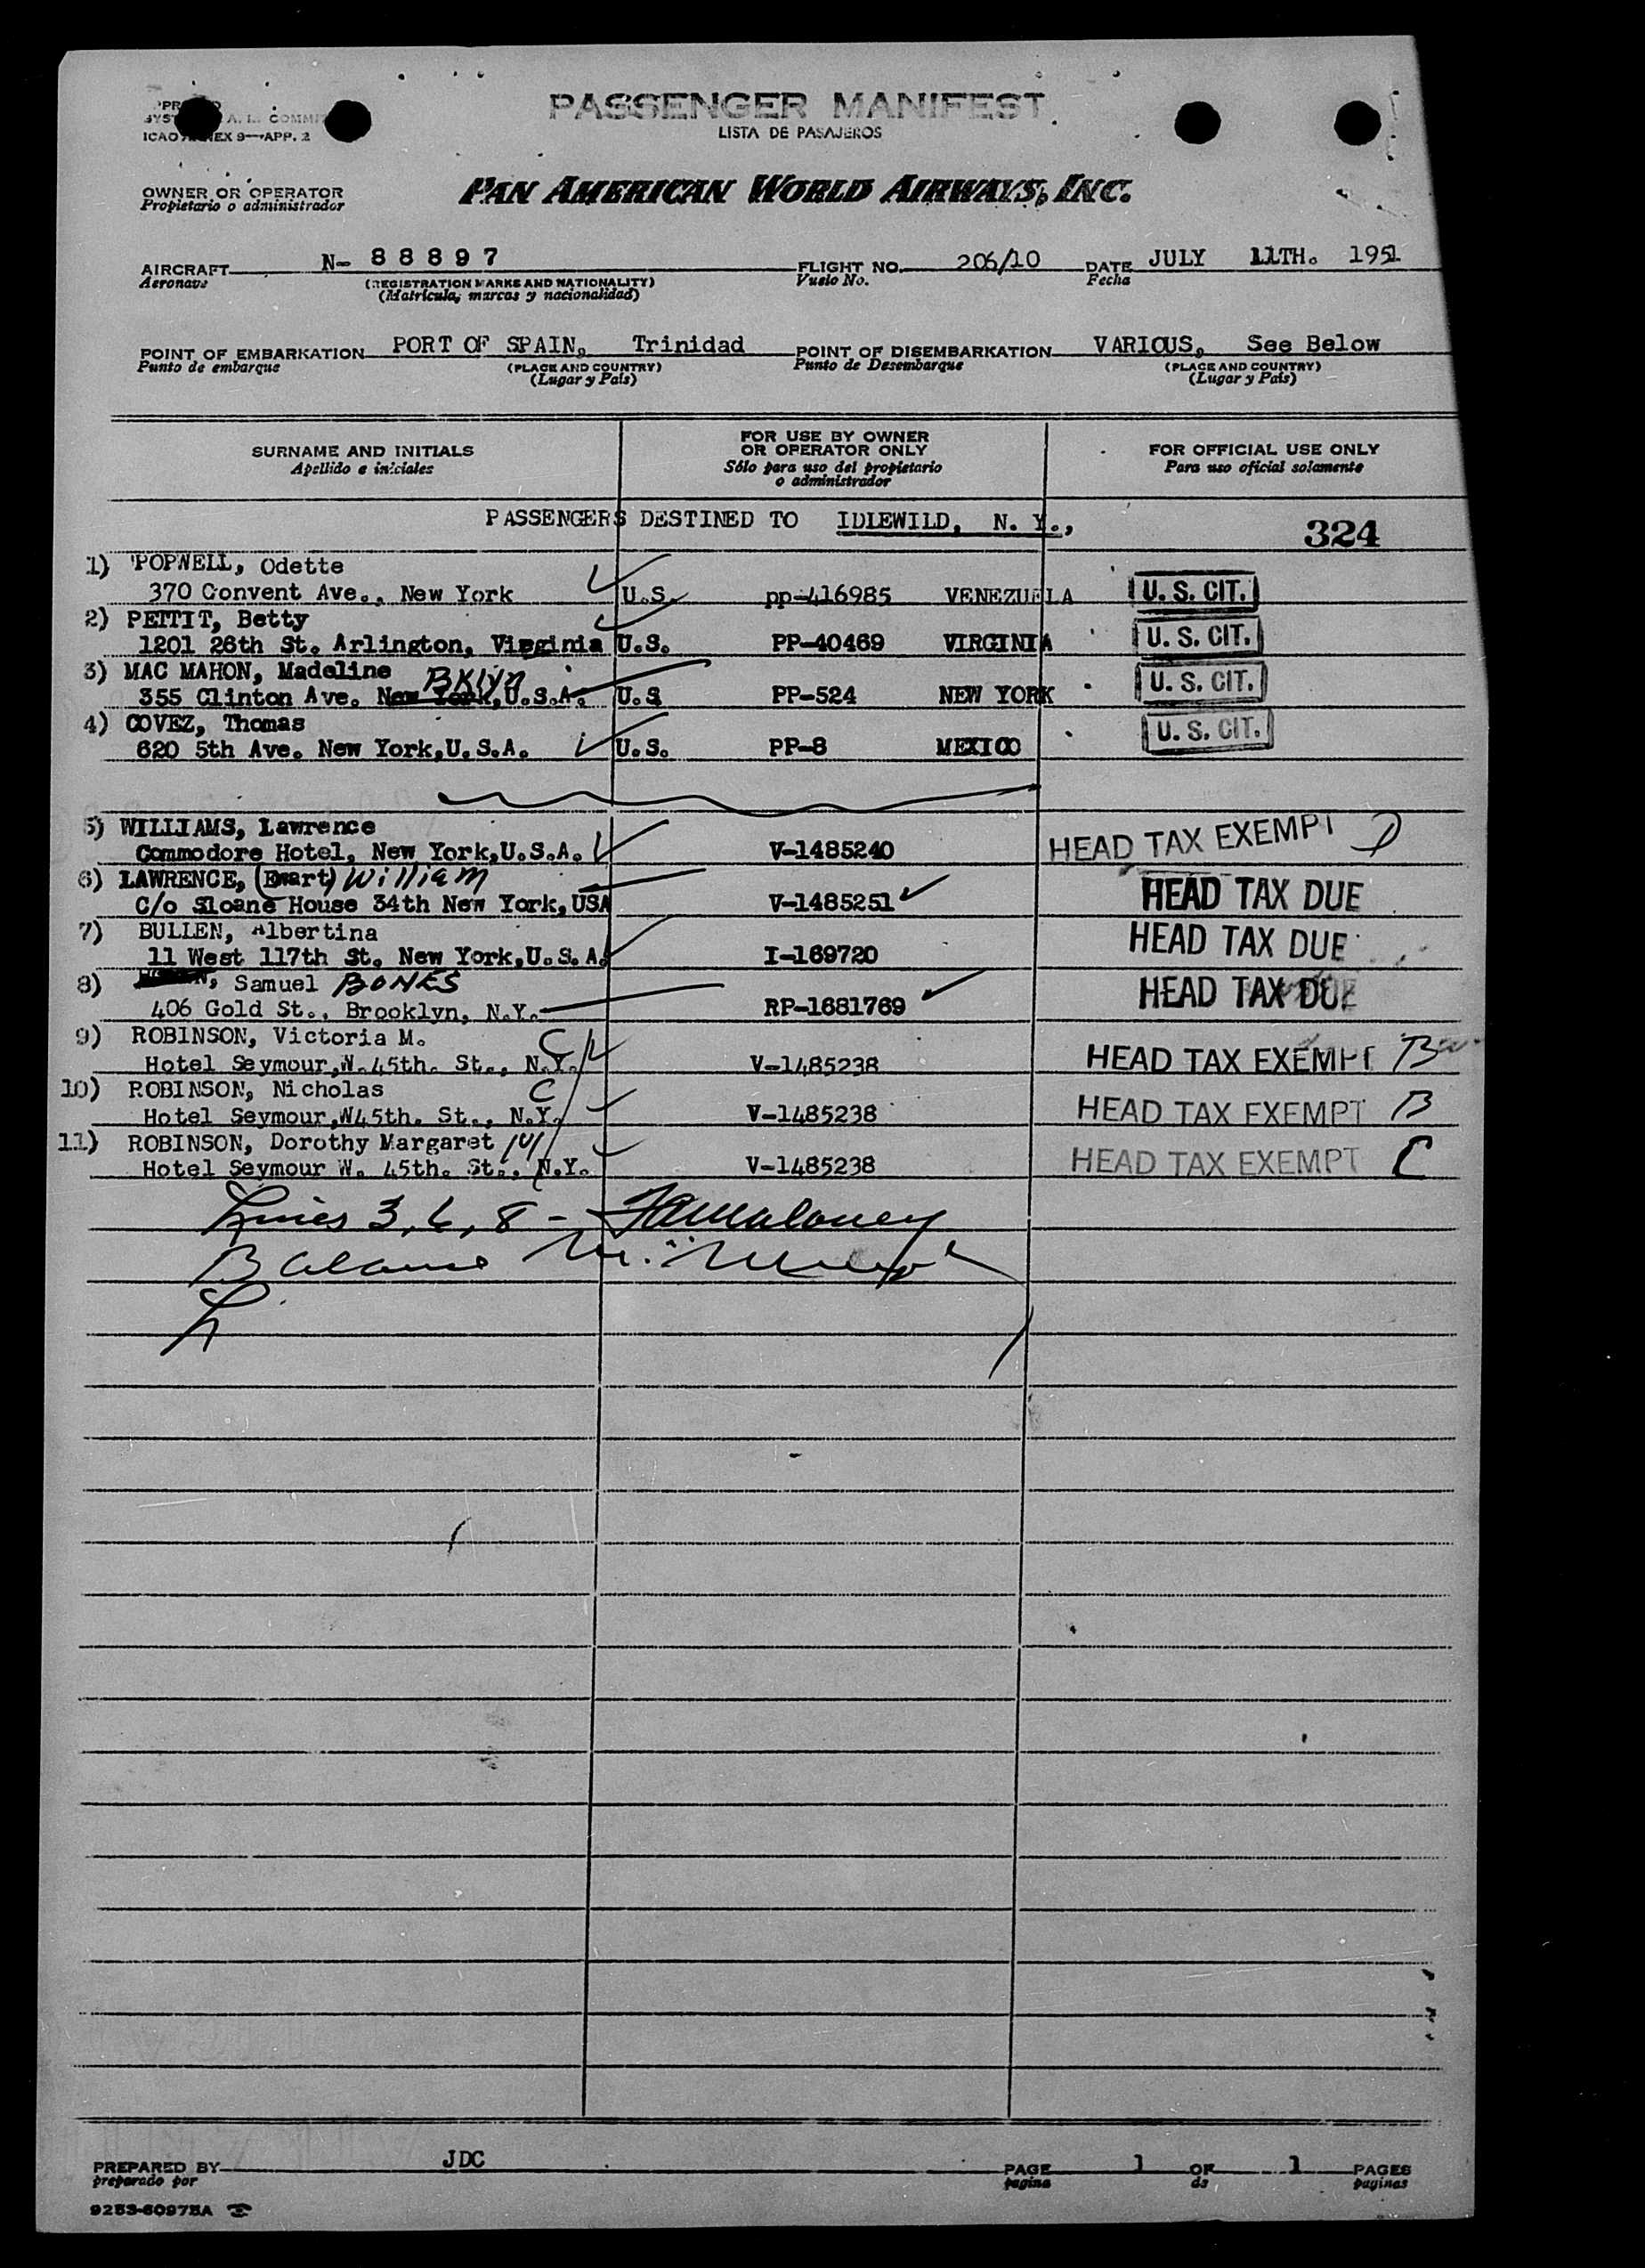 PASSENGER MANIFEST
LISTA DE PASAJEROS
A. L. COMMI
ICAO EX 9—APP. 2
OWNER OR OPERATOR
Propietario o administrador
PAN AMERICAN WORLD AIRWAYS, INC.
AIRCRAFT N- 88897 FLIGHT NO. 206/10 DATE JULY 11TH. 1951
Aeronave (REGISTRATION MARKS AND NATIONALITY) Vuelo No. Fecha
(Matricula, marcas y nacionalidad)
POINT OF EMBARKATION PORT OF SPAIN, Trinidad POINT OF DISEMBARKATION VARIOUS, See Below
Punto de embarque (PLACE AND COUNTRY) Punto de Desembarque (PLACE AND COUNTRY)
(Lugar y País) (Lugar y País)
SURNAME AND INITIALS FOR USE BY OWNER OR OPERATOR ONLY FOR OFFICIAL USE ONLY
Apellido e iniciales Sólo para uso del propietario o administrador Para uso oficial solamente
PASSENGERS DESTINED TO IDLEWILD, N. Y., 324
1) POPWELL, Odette
370 Convent Ave., New York U.S. pp-416985 VENEZUELA U. S. CIT.
2) PETTIT, Betty
1201 26th St. Arlington, Virginia U.S. PP-40469 VIRGINIA U. S. CIT.
3) MAC MAHON, Madeline
355 Clinton Ave. New York, BKlyn U.S.A. U.S PP-524 NEW YORK U. S. CIT.
4) COVEZ, Thomas
620 5th Ave. New York,U.S.A. U.S. PP-8 MEXICO U. S. CIT.
5) WILLIAMS, Lawrence
Commodore Hotel, New York,U.S.A. V-1485240 HEAD TAX EXEMPT D
6) LAWRENCE, (Ewart) William
C/o Sloane House 34th New York,USA V-1485251 HEAD TAX DUE
7) BULLEN, Albertina
11 West 117th St. New York,U.S.A. I-169720 HEAD TAX DUE
8) Samuel BONES
406 Gold St., Brooklyn, N.Y. RP-1681769 HEAD TAX DUE
9) ROBINSON, Victoria M.
Hotel Seymour,W.45th. St., N.Y. C V-1485238 HEAD TAX EXEMPT B
10) ROBINSON, Nicholas C
Hotel Seymour,W45th. St., N.Y. V-1485238 HEAD TAX EXEMPT B
11) ROBINSON, Dorothy Margaret
Hotel Seymour W. 45th. St., N.Y. V-1485238 HEAD TAX EXEMPT C
Lines 3, 6, 8 - Maloney
Balance
PREPARED BY JDC PAGE 1 OF 1 PAGES
preparado por pagina de paginas
9253-60975A